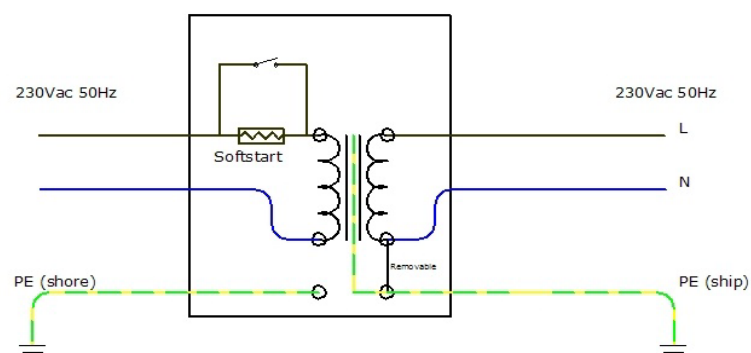 230Vac 50Hz
230Vac 50Hz
L
Softstart
N
Removable
PE (shore)
PE (ship)